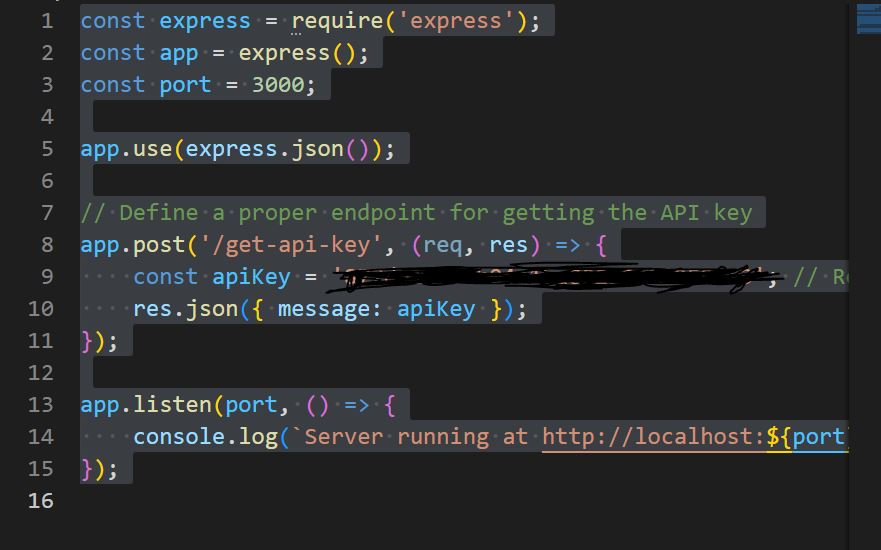 1 const express = require('express');
2 const app = express();
3 const port = 3000;
4
5 app.use(express.json());
6
7 // Define a proper endpoint for getting the API key
8 app.post('/get-api-key', (req, res) => {
9 const apiKey = ' ; //
10 res.json({ message: apiKey });
11 });
12
13 app.listen(port, () => {
14 console.log(`Server running at http://localhost:${port
15 });
16